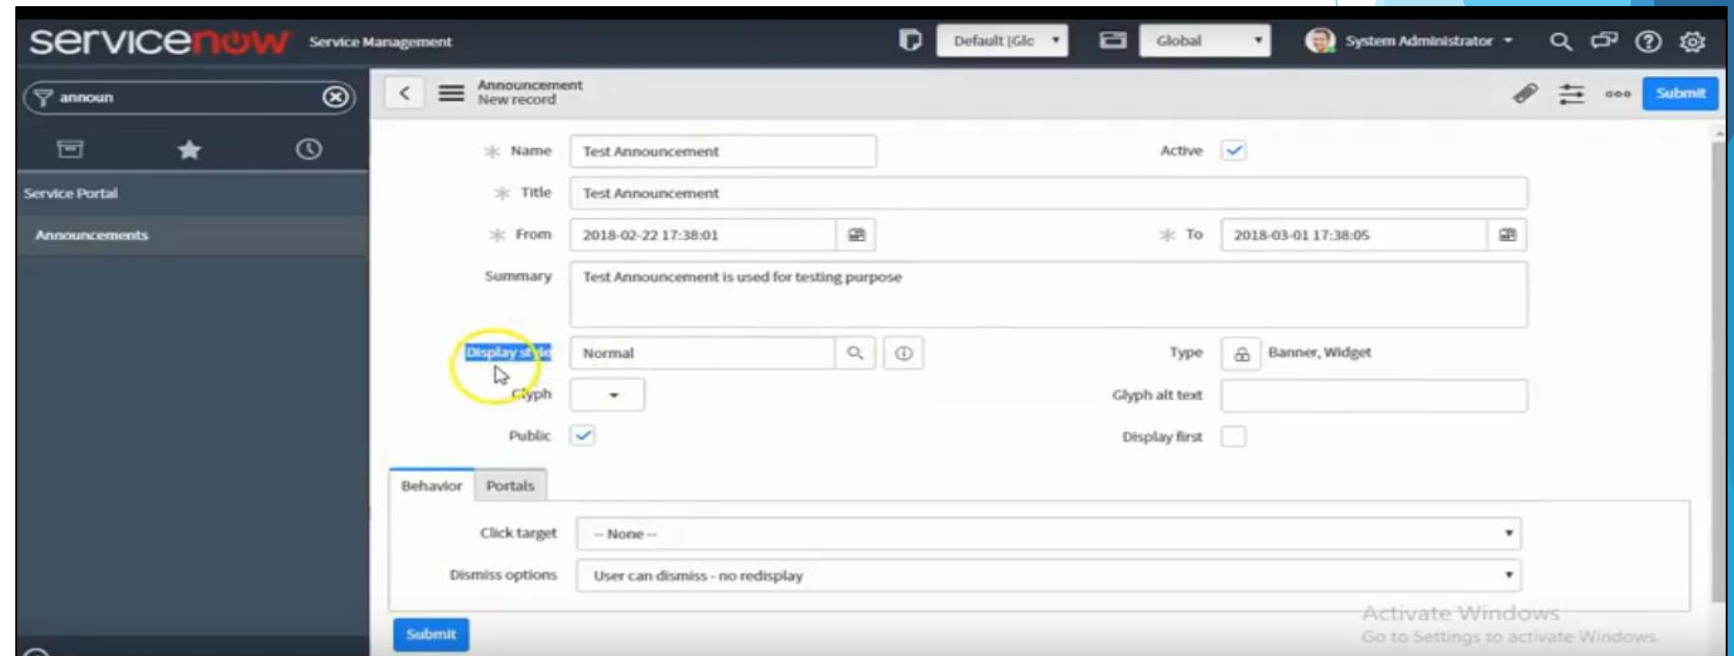 servicenow Service Management Default [Glo Global System Administrator
announ
Announcement
New record
Submit
Name Test Announcement Active
Title Test Announcement
Service Portal
Announcements
From 2018-02-22 17:38:01 To 2018-03-01 17:38:05
Summary Test Announcement is used for testing purpose
Display style Normal Type Banner, Widget
Glyph Glyph alt text
Public Display first
Behavior Portals
Click target -- None --
Dismiss options User can dismiss - no redisplay
Activate Windows
Submit
Go to Settings to activate Windows.